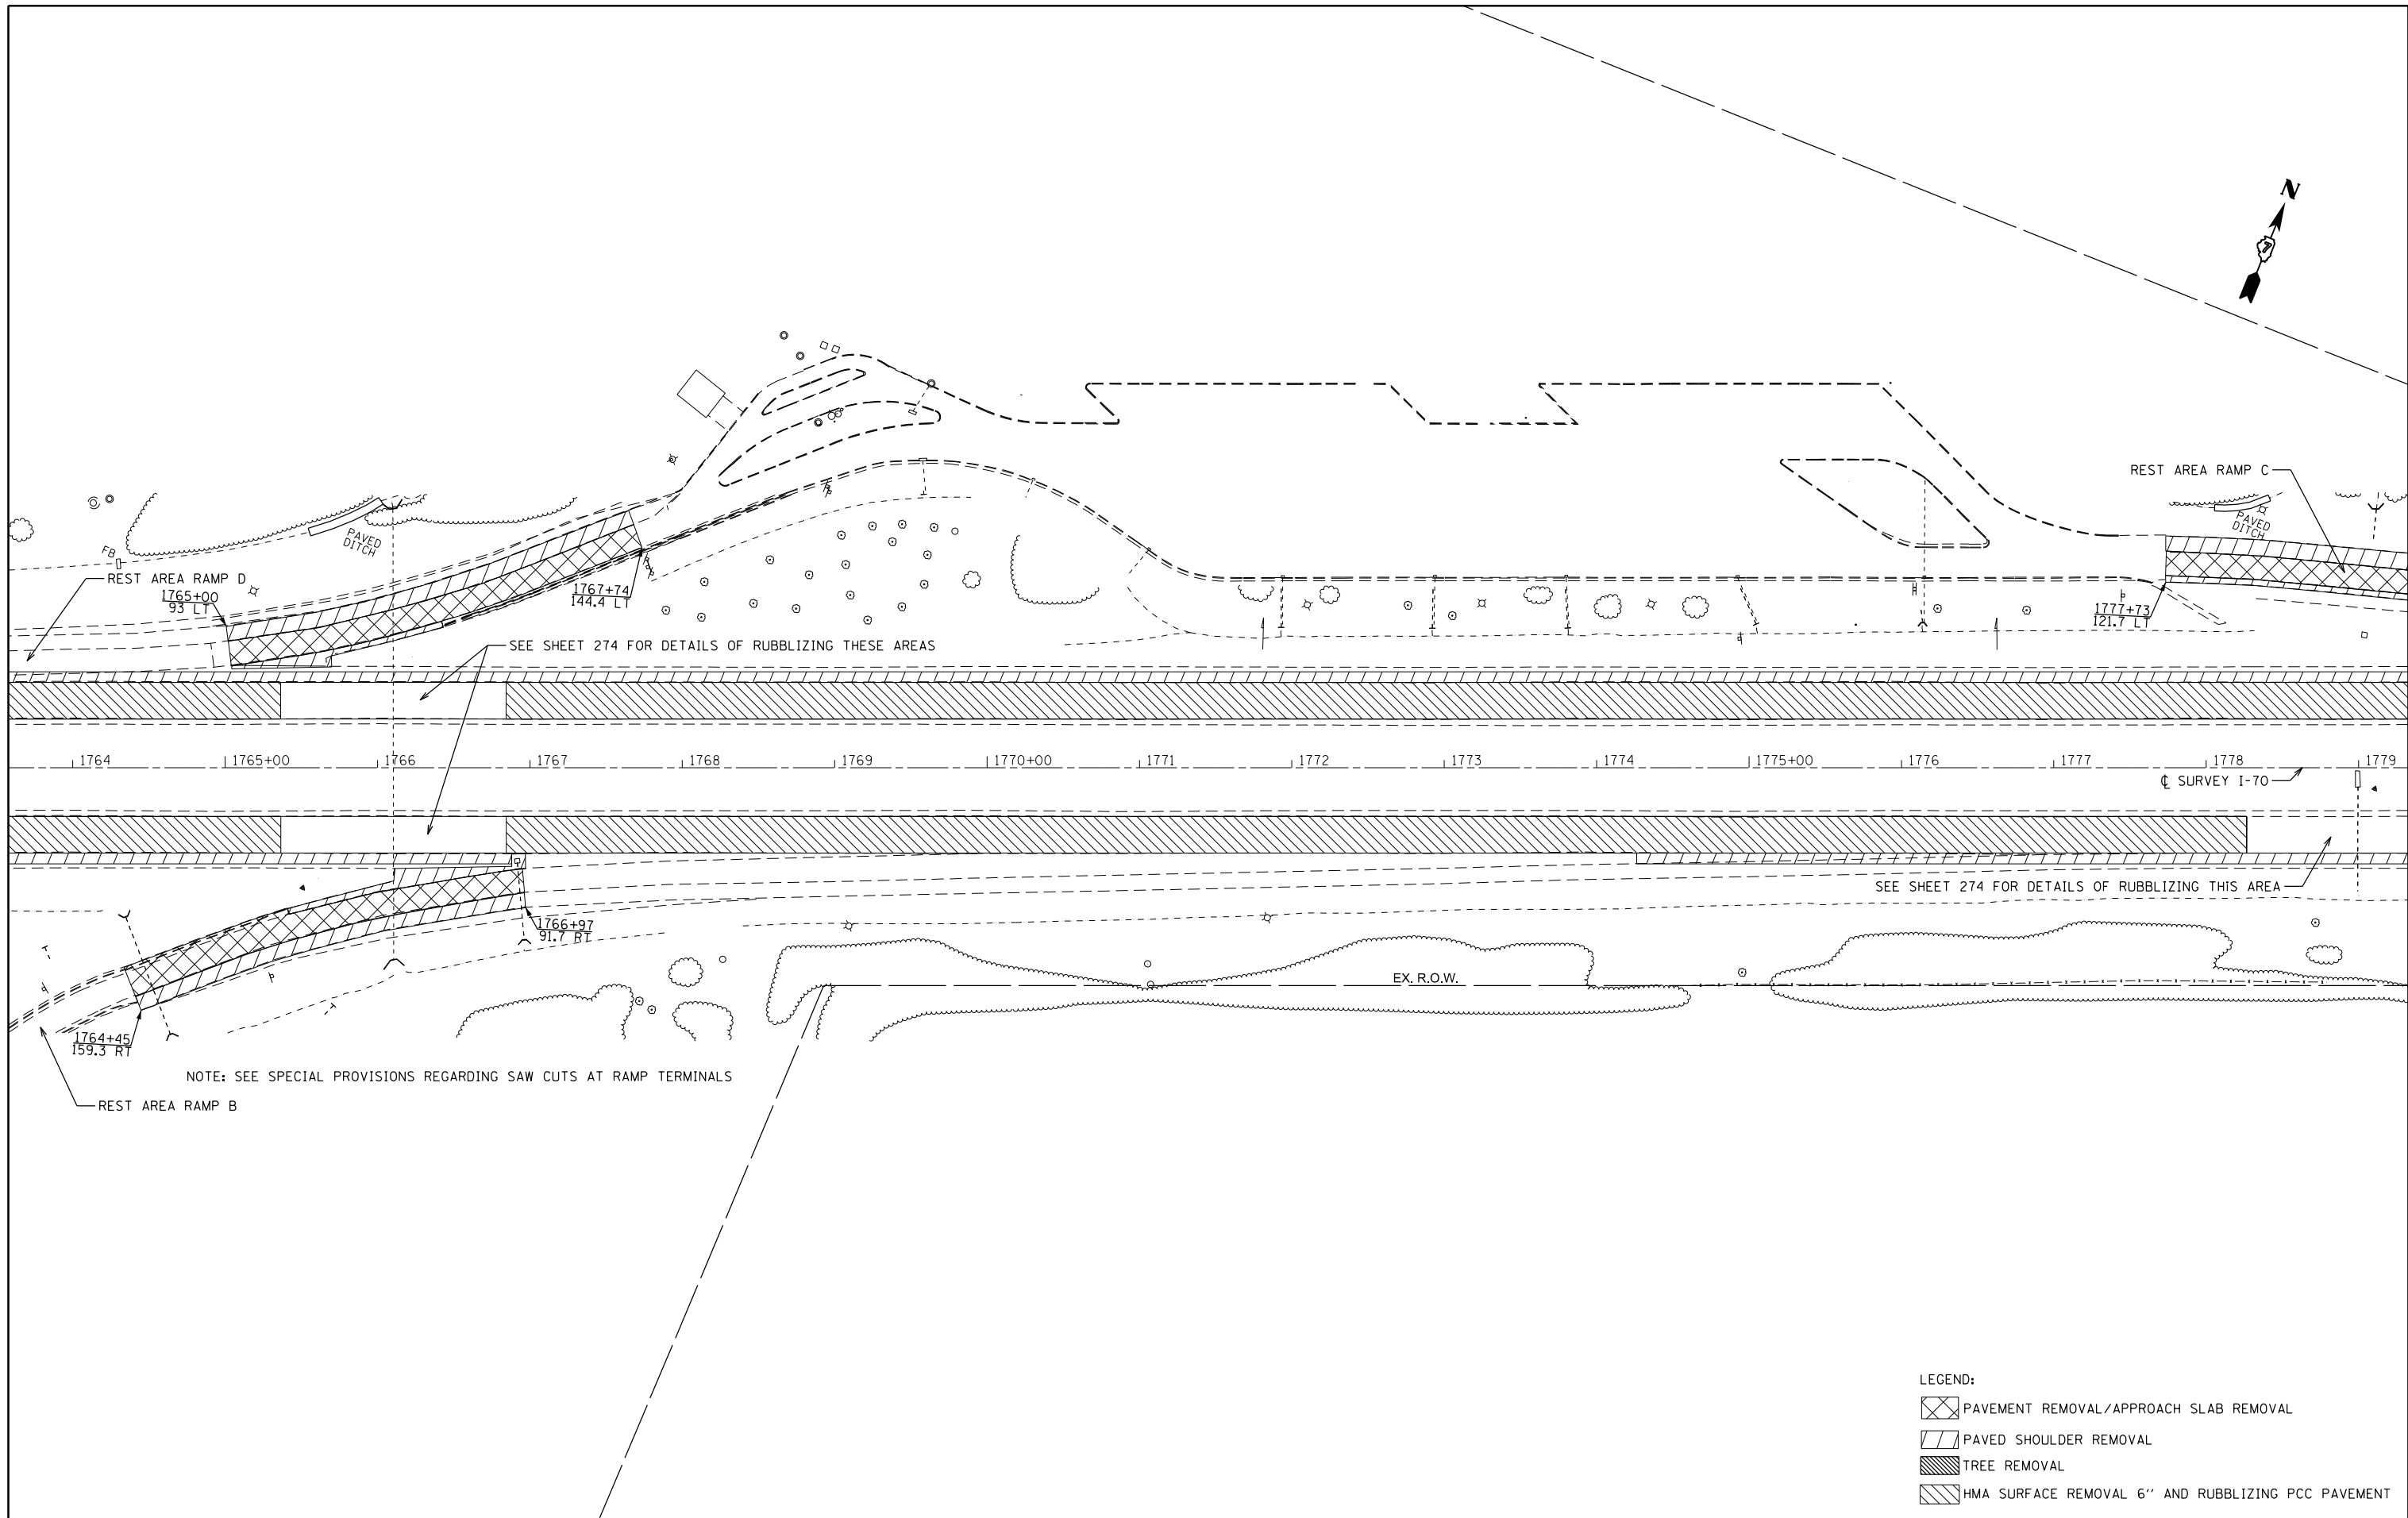 N
7
REST AREA RAMP C
PAVED
DITCH
PAVED
DITCH
FB
REST AREA RAMP D
1765+00
93 LT
1767+74
144.4 LT
1777+73
121.7 LT
SEE SHEET 274 FOR DETAILS OF RUBBLIZING THESE AREAS
1764 1765+00 1766 1767 1768 1769 1770+00 1771 1772 1773 1774 1775+00 1776 1777 1778 1779
℄ SURVEY I-70
SEE SHEET 274 FOR DETAILS OF RUBBLIZING THIS AREA
1766+97
91.7 RT
EX. R.O.W.
1764+45
159.3 RT
NOTE: SEE SPECIAL PROVISIONS REGARDING SAW CUTS AT RAMP TERMINALS
REST AREA RAMP B
LEGEND:
PAVEMENT REMOVAL/APPROACH SLAB REMOVAL
PAVED SHOULDER REMOVAL
TREE REMOVAL
HMA SURFACE REMOVAL 6'' AND RUBBLIZING PCC PAVEMENT